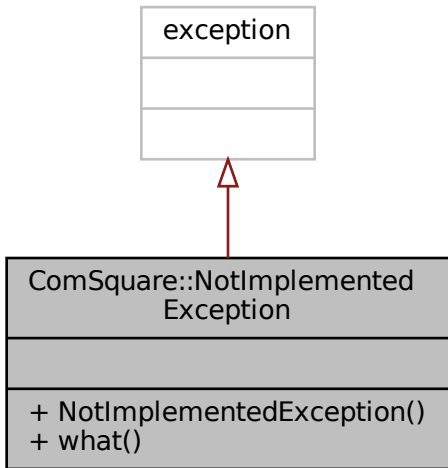 exception
ComSquare::NotImplemented
Exception
+ NotImplementedException()
+ what()